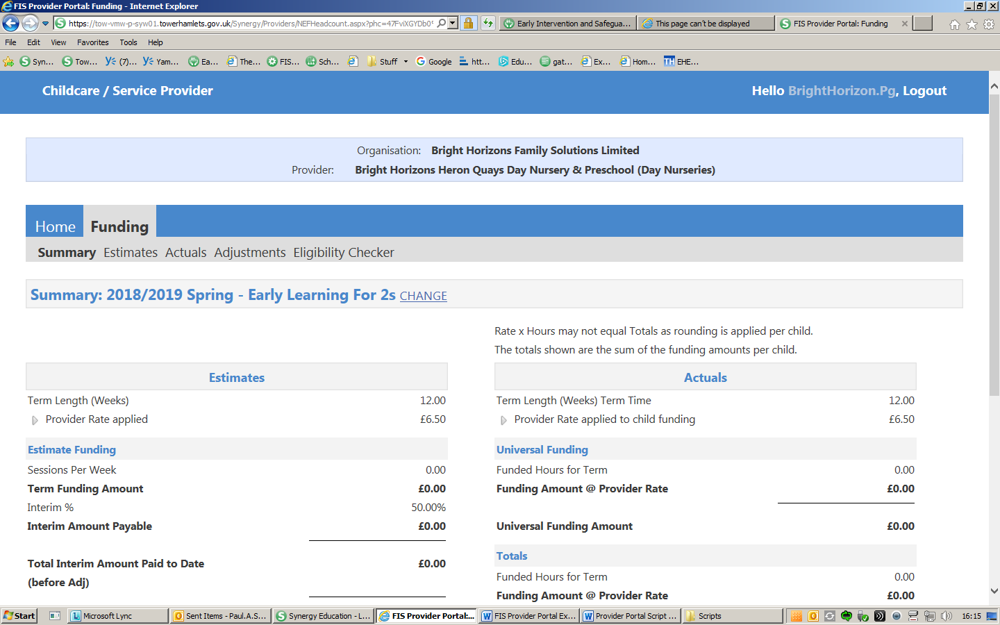 FIS Provider Portal: Funding - Internet Explorer
https://tow-vmw-p-syw01.towerhamlets.gov.uk/Synergy/Providers/NEFHeadcount.aspx?phc=47FviXGYDb0
Early Intervention and Safegua...
This page can't be displayed
FIS Provider Portal: Funding
File Edit View Favorites Tools Help
Syn... Tow... (7)... Yam... Ea... The... FIS... Sch... Stuff Google htt... Edu... gat... Ex... Hom... EHE...
Childcare / Service Provider
Hello BrightHorizon.Pg, Logout
Organisation: Bright Horizons Family Solutions Limited
Provider: Bright Horizons Heron Quays Day Nursery & Preschool (Day Nurseries)
Home Funding
Summary Estimates Actuals Adjustments Eligibility Checker
Summary: 2018/2019 Spring - Early Learning For 2s CHANGE
Rate x Hours may not equal Totals as rounding is applied per child.
The totals shown are the sum of the funding amounts per child.
Estimates
Term Length (Weeks) 12.00
Provider Rate applied £6.50
Estimate Funding
Sessions Per Week 0.00
Term Funding Amount £0.00
Interim % 50.00%
Interim Amount Payable £0.00
Total Interim Amount Paid to Date £0.00
(before Adj)
Actuals
Term Length (Weeks) Term Time 12.00
Provider Rate applied to child funding £6.50
Universal Funding
Funded Hours for Term 0.00
Funding Amount @ Provider Rate £0.00
Universal Funding Amount £0.00
Totals
Funded Hours for Term 0.00
Funding Amount @ Provider Rate £0.00
Start Microsoft Lync Sent Items - Paul.A.S... Synergy Education - L... FIS Provider Portal:... FIS Provider Portal Ex... Provider Portal Script ... Scripts 16:15